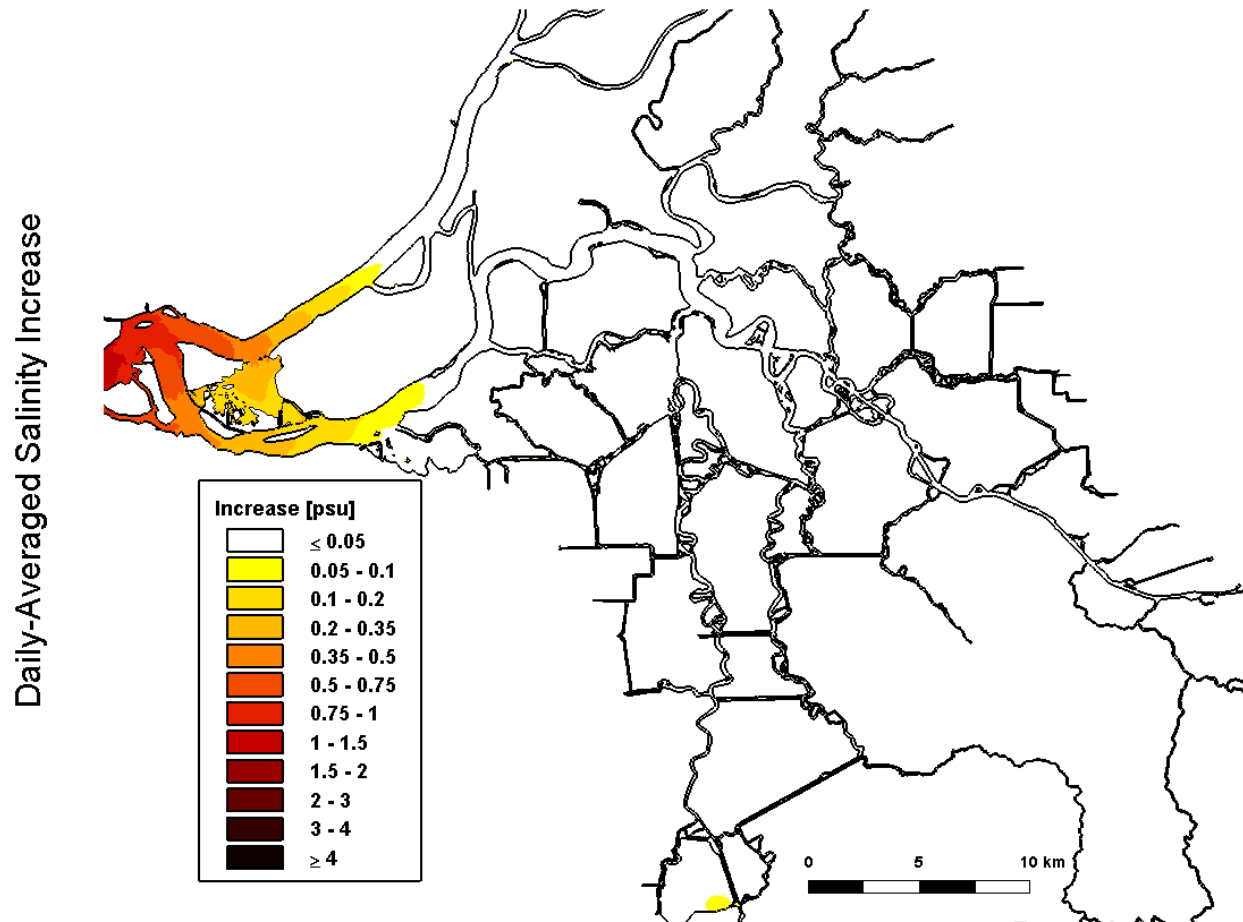 Daily-Averaged Salinity Increase
Increase [psu]
≤ 0.05
0.05 - 0.1
0.1 - 0.2
0.2 - 0.35
0.35 - 0.5
0.5 - 0.75
0.75 - 1
1 - 1.5
1.5 - 2
2 - 3
3 - 4
≥ 4
0 5 10 km